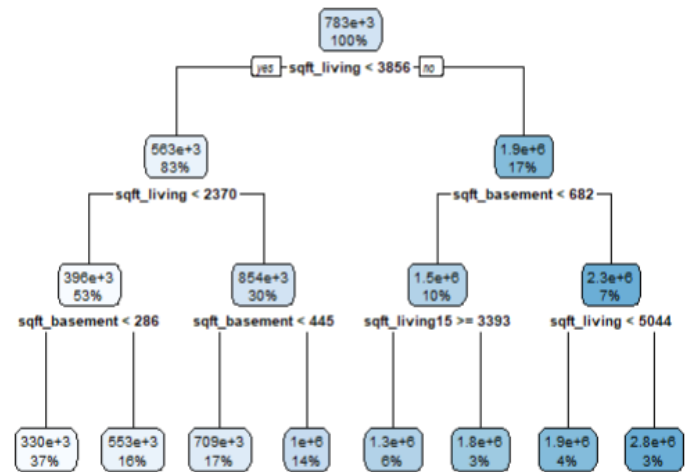 783e+3
100%
yes sqft_living < 3856 no
563e+3
83%
1.9e+6
17%
sqft_living < 2370
sqft_basement < 682
396e+3
53%
854e+3
30%
1.5e+6
10%
2.3e+6
7%
sqft_basement < 286
sqft_basement < 445
sqft_living15 >= 3393
sqft_living < 5044
330e+3
37%
553e+3
16%
709e+3
17%
1e+6
14%
1.3e+6
6%
1.8e+6
3%
1.9e+6
4%
2.8e+6
3%